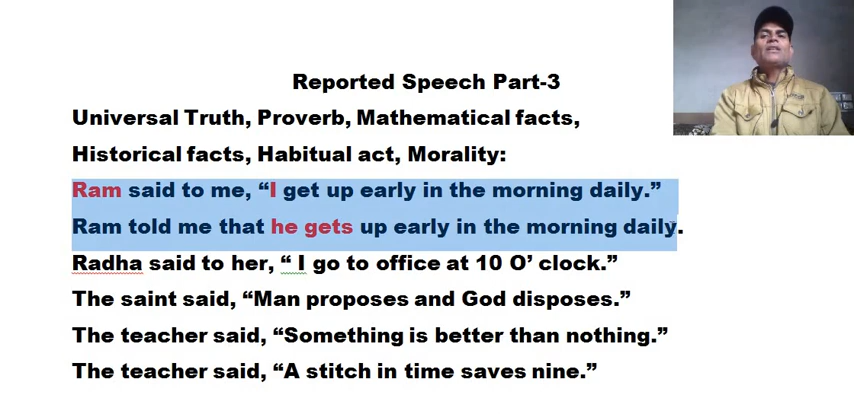 Reported Speech Part-3
Universal Truth, Proverb, Mathematical facts,
Historical facts, Habitual act, Morality:
Ram said to me, “I get up early in the morning daily.”
Ram told me that he gets up early in the morning daily.
Radha said to her, “ I go to office at 10 O’ clock.”
The saint said, “Man proposes and God disposes.”
The teacher said, “Something is better than nothing.”
The teacher said, “A stitch in time saves nine.”